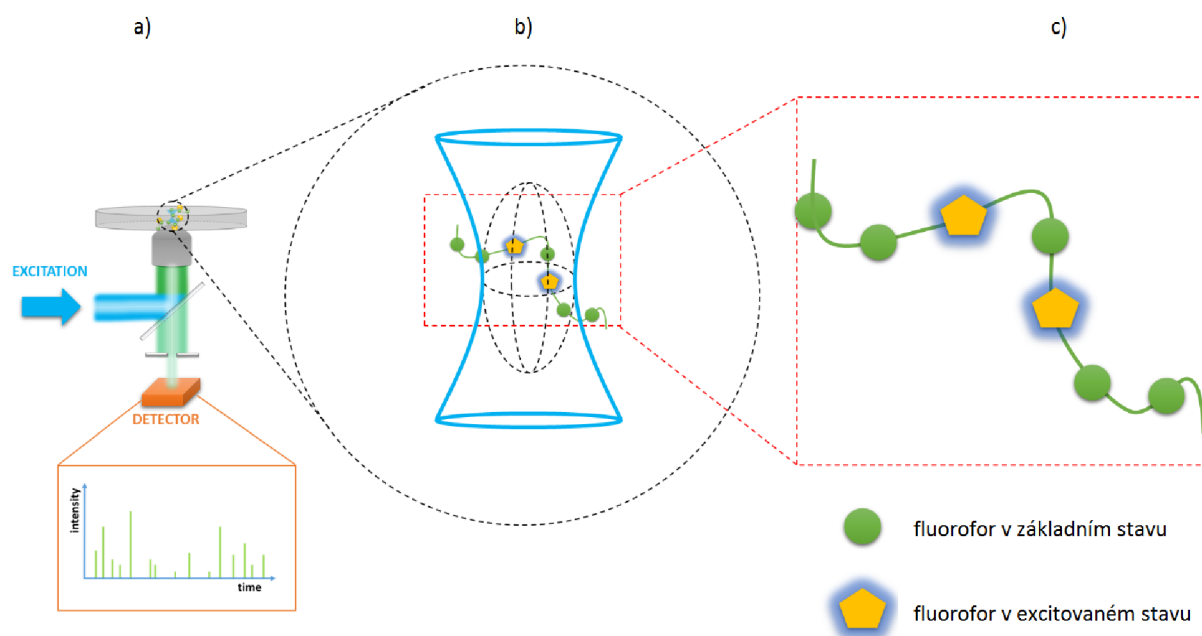 a)
b)
c)
EXCITATION
DETECTOR
intensity
time
fluorofor v základním stavu
fluorofor v excitovaném stavu